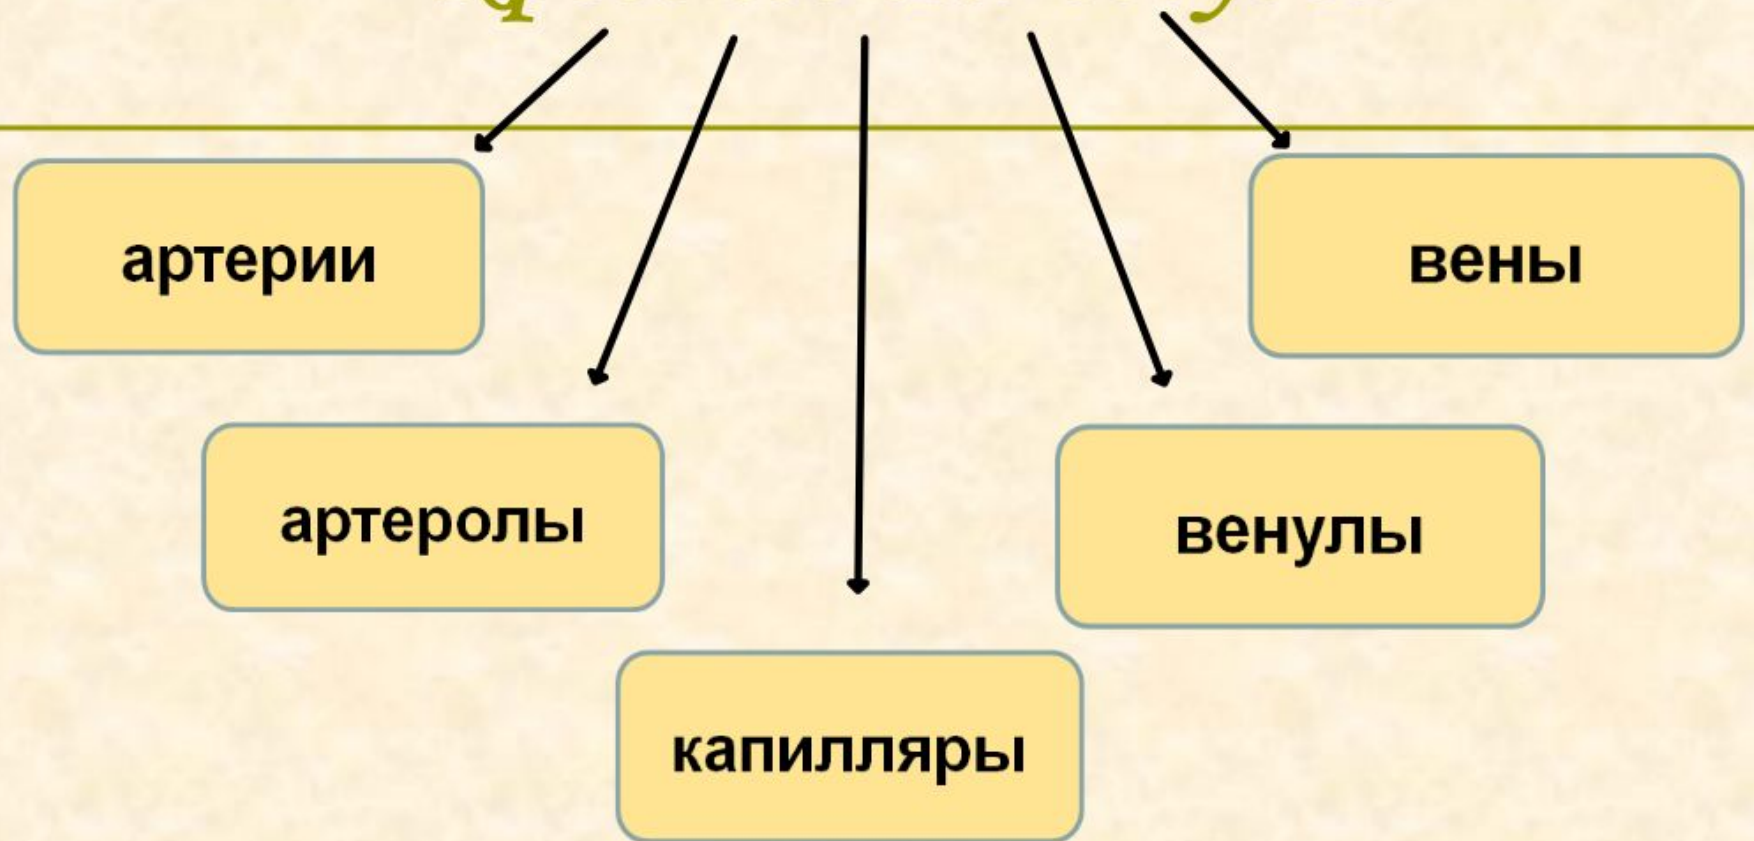 артерии
вены
артеролы
венулы
капилляры